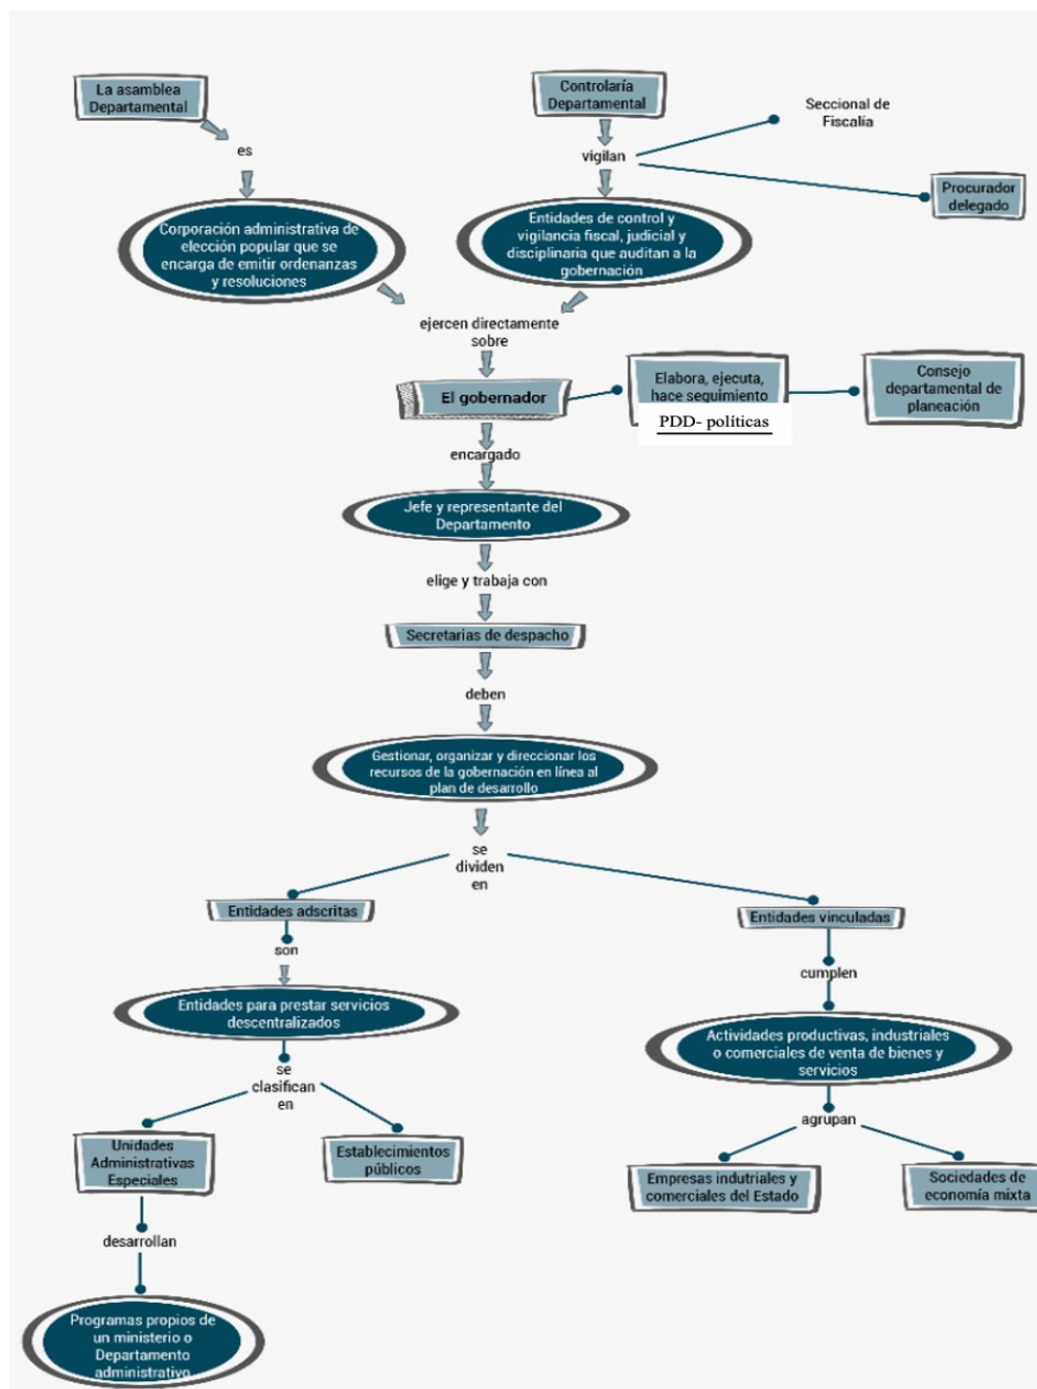 La asamblea
Departamental
es
Corporación administrativa de
elección popular que se
encarga de emitir ordenanzas
y resoluciones
Controlaría
Departamental
vigilan
Seccional de
Fiscalía
Procurador
delegado
Entidades de control y
vigilancia fiscal, judicial y
disciplinaria que auditan a la
gobernación
ejercen directamente
sobre
El gobernador
Elabora, ejecuta,
hace seguimiento
PDD- políticas
Consejo
departamental de
planeación
encargado
Jefe y representante del
Departamento
elige y trabaja con
Secretarias de despacho
deben
Gestionar, organizar y direccionar los
recursos de la gobernación en línea al
plan de desarrollo
se
dividen
en
Entidades adscritas
son
Entidades para prestar servicios
descentralizados
se
clasifican
en
Unidades
Administrativas
Especiales
Establecimientos
públicos
desarrollan
Programas propios de
un ministerio o
Departamento
administrativo
Entidades vinculadas
cumplen
Actividades productivas, industriales
o comerciales de venta de bienes y
servicios
agrupan
Empresas indutriales y
comerciales del Estado
Sociedades de
economía mixta